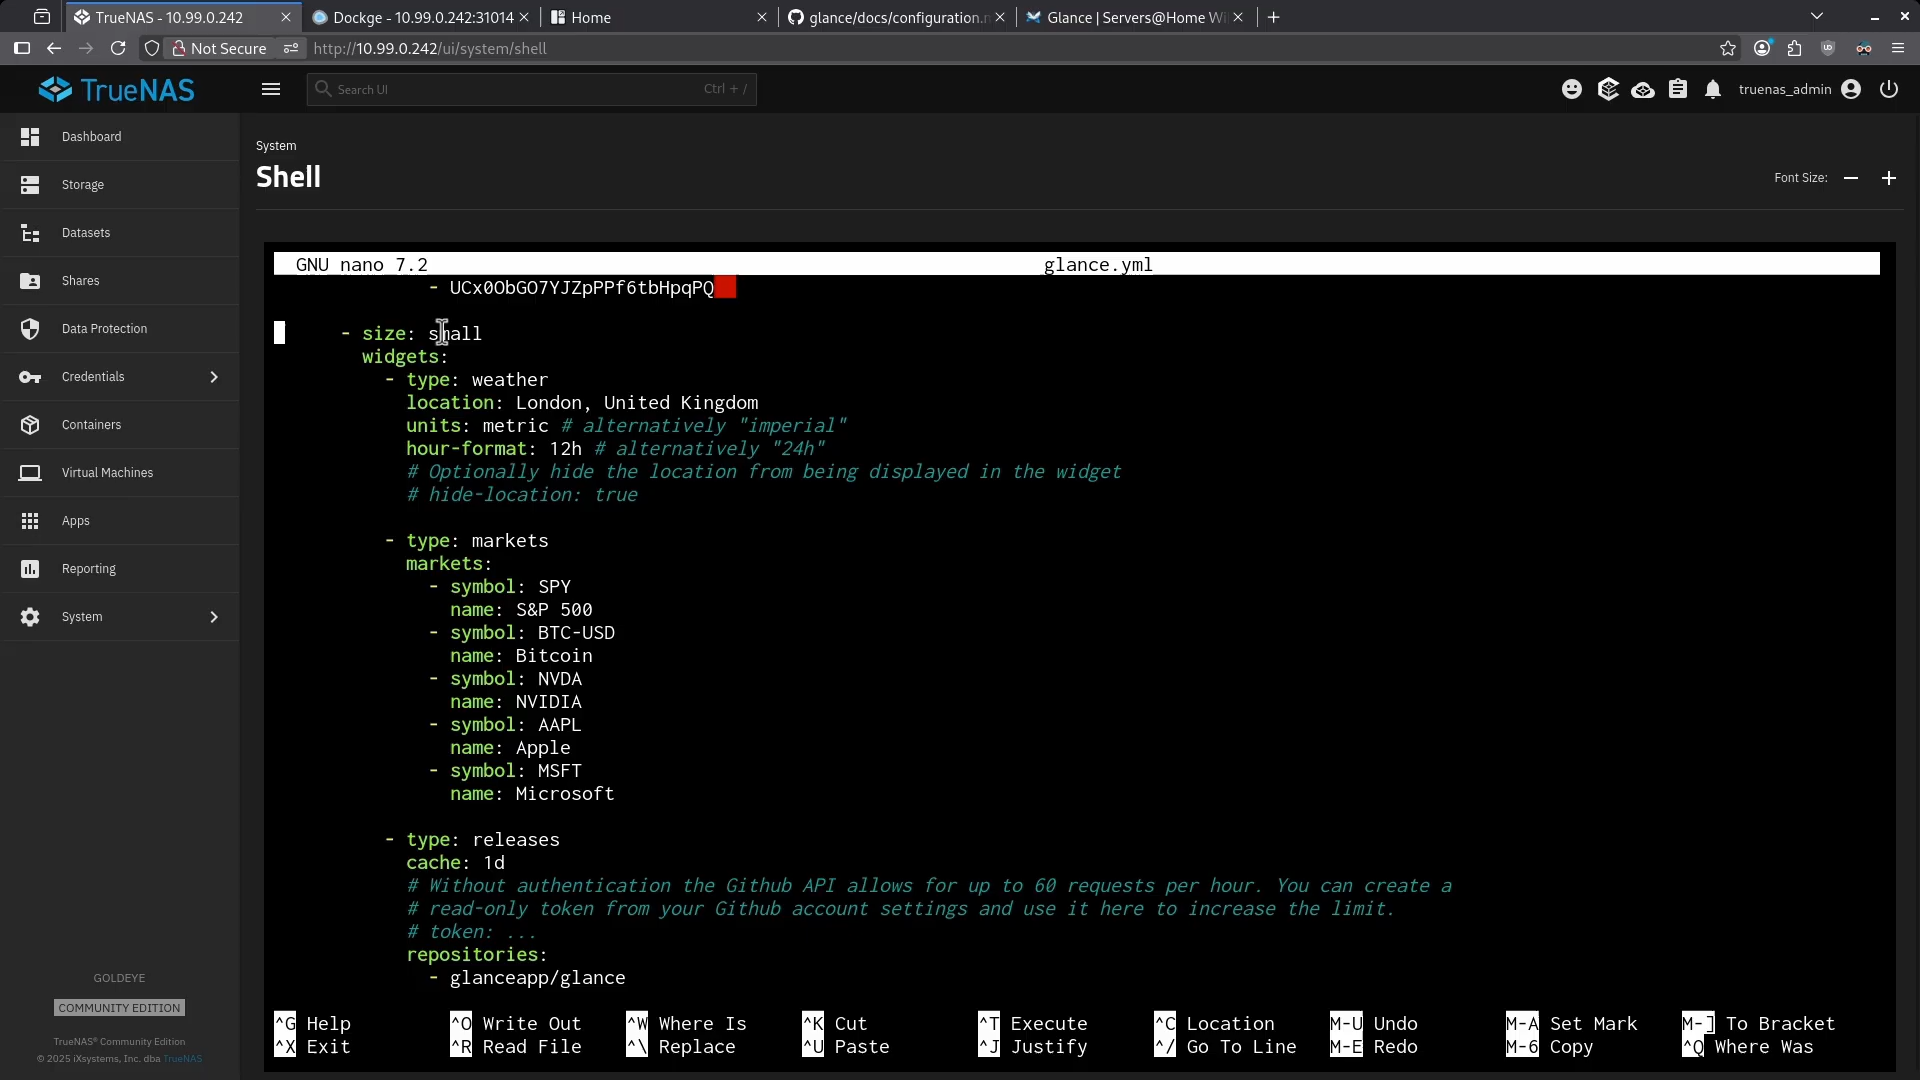 TrueNAS - 10.99.0.242
Dockge - 10.99.0.242:31014
Home
glance/docs/configuration.m
Glance | Servers@Home Wi
Not Secure
http://10.99.0.242/ui/system/shell
TrueNAS
Search UI
Ctrl + /
truenas_admin
Dashboard
Storage
Datasets
Shares
Data Protection
Credentials
Containers
Virtual Machines
Apps
Reporting
System
GOLDEYE
COMMUNITY EDITION
TrueNAS® Community Edition
© 2025 iXsystems, Inc. dba TrueNAS
System
Shell
Font Size:
GNU nano 7.2 glance.yml
- UCx0ObGO7YJZpPPf6tbHpqPQ
- size: small
widgets:
- type: weather
location: London, United Kingdom
units: metric # alternatively "imperial"
hour-format: 12h # alternatively "24h"
# Optionally hide the location from being displayed in the widget
# hide-location: true
- type: markets
markets:
- symbol: SPY
name: S&P 500
- symbol: BTC-USD
name: Bitcoin
- symbol: NVDA
name: NVIDIA
- symbol: AAPL
name: Apple
- symbol: MSFT
name: Microsoft
- type: releases
cache: 1d
# Without authentication the Github API allows for up to 60 requests per hour. You can create a
# read-only token from your Github account settings and use it here to increase the limit.
# token: ...
repositories:
- glanceapp/glance
^G Help ^O Write Out ^W Where Is ^K Cut ^T Execute ^C Location M-U Undo M-A Set Mark M-] To Bracket
^X Exit ^R Read File ^\ Replace ^U Paste ^J Justify ^/ Go To Line M-E Redo M-6 Copy ^Q Where Was